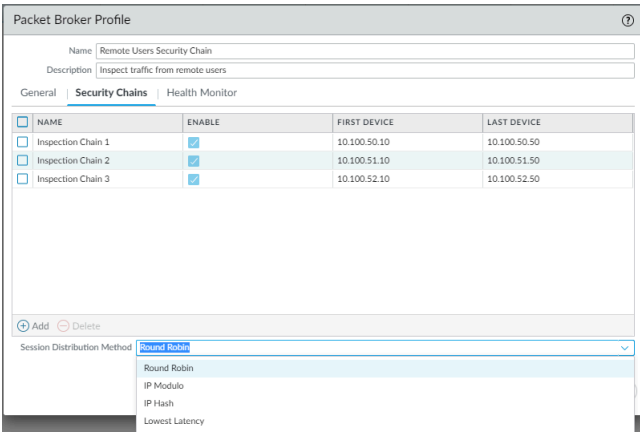 Packet Broker Profile
Name Remote Users Security Chain
Description Inspect traffic from remote users
General Security Chains Health Monitor
NAME ENABLE FIRST DEVICE LAST DEVICE
Inspection Chain 1 10.100.50.10 10.100.50.50
Inspection Chain 2 10.100.51.10 10.100.51.50
Inspection Chain 3 10.100.52.10 10.100.52.50
Add Delete
Session Distribution Method Round Robin
Round Robin
IP Modulo
IP Hash
Lowest Latency